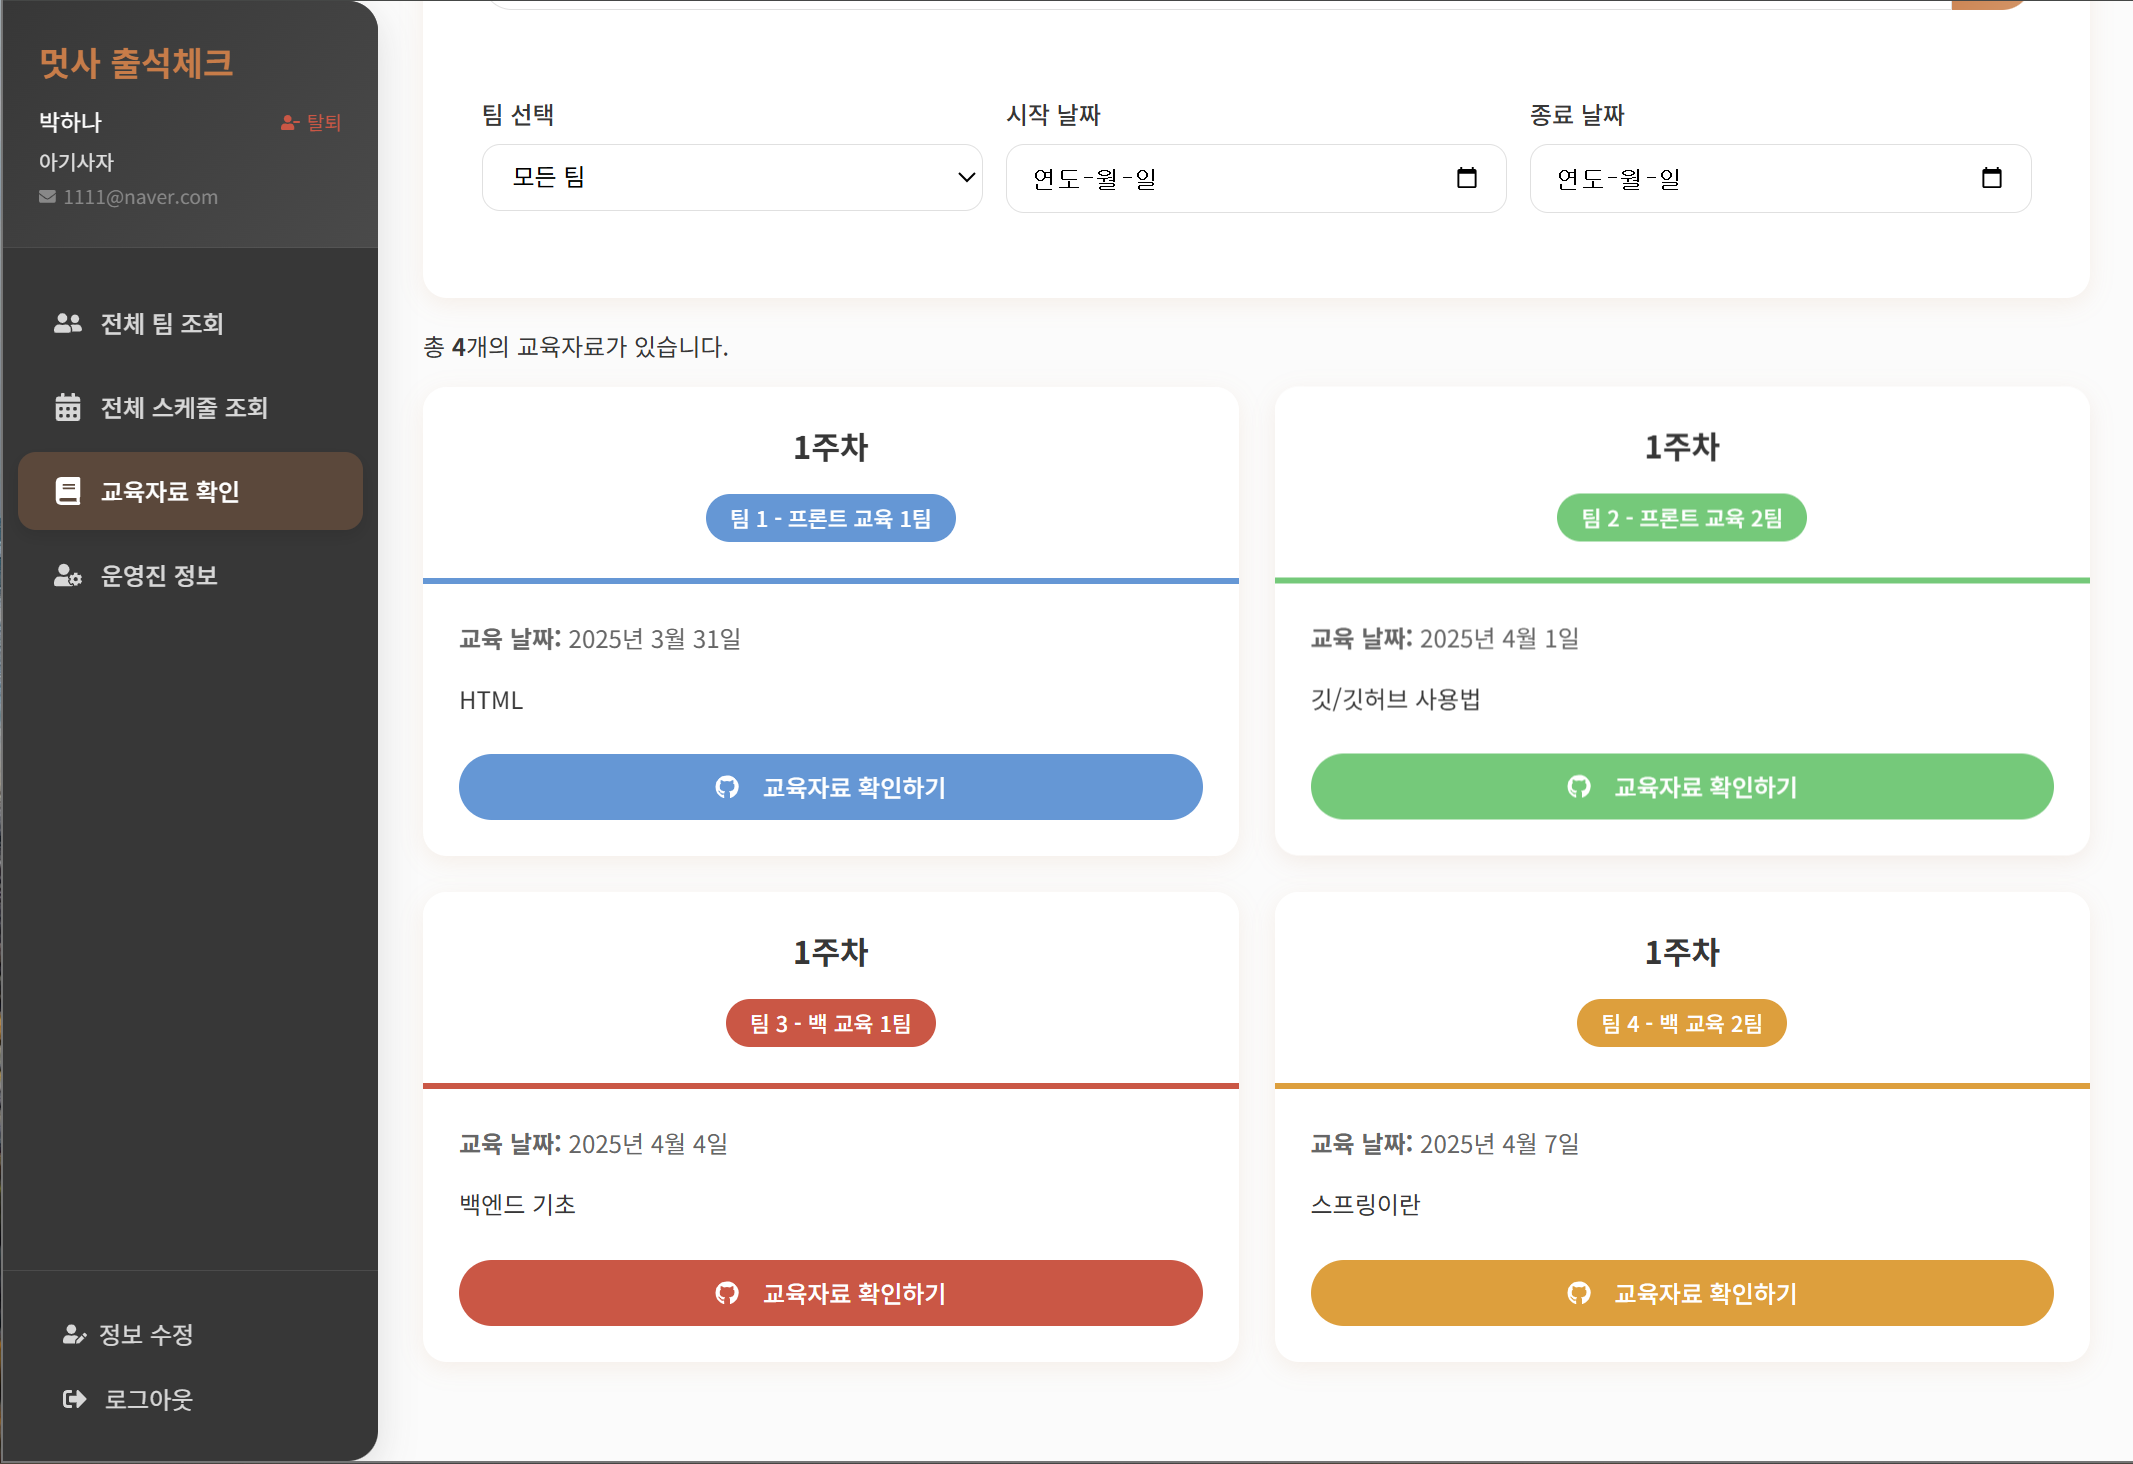 멋사 출석체크
박하나
탈퇴
아기사자
1111@naver.com
전체 팀 조회
전체 스케줄 조회
교육자료 확인
운영진 정보
정보 수정
로그아웃
팀 선택
시작 날짜
종료 날짜
모든 팀
연도-월-일
연도-월-일
총 4개의 교육자료가 있습니다.
1주차
팀 1 - 프론트 교육 1팀
교육 날짜: 2025년 3월 31일
HTML
교육자료 확인하기
1주차
팀 2 - 프론트 교육 2팀
교육 날짜: 2025년 4월 1일
깃/깃허브 사용법
교육자료 확인하기
1주차
팀 3 - 백 교육 1팀
교육 날짜: 2025년 4월 4일
백엔드 기초
교육자료 확인하기
1주차
팀 4 - 백 교육 2팀
교육 날짜: 2025년 4월 7일
스프링이란
교육자료 확인하기